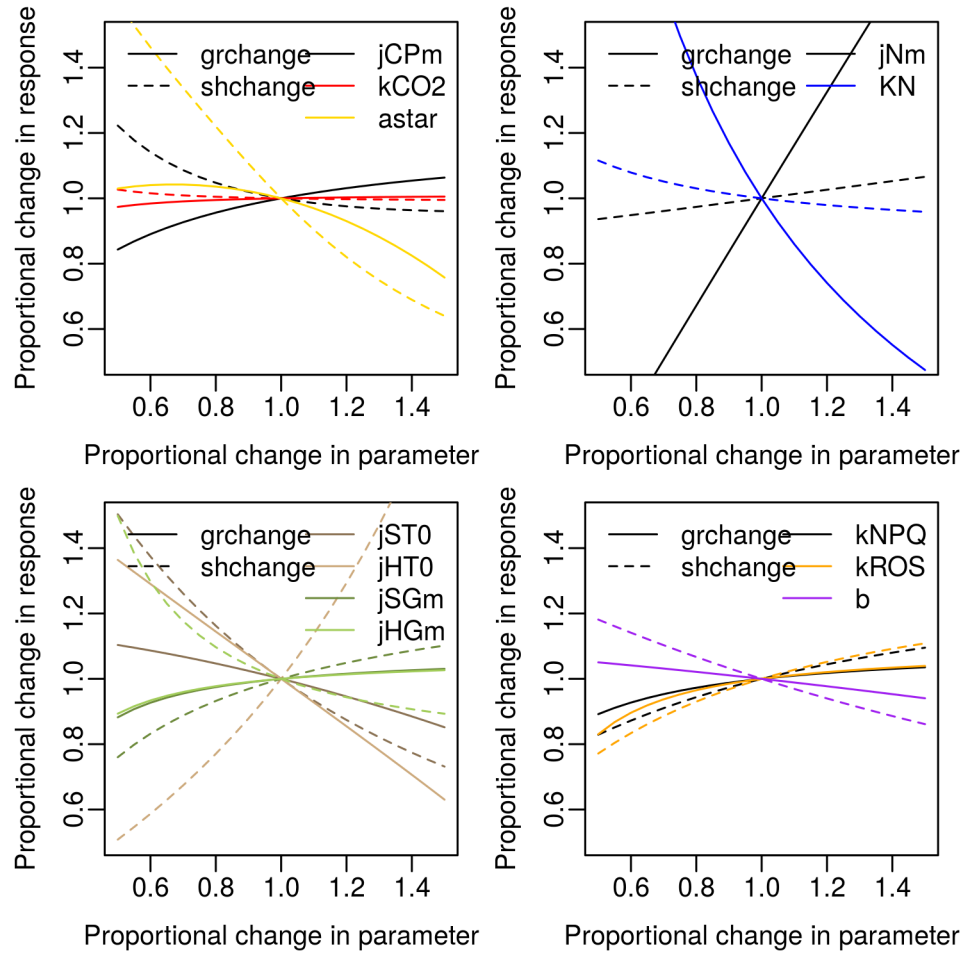 Proportional change in response
1.4
1.2
1.0
0.8
0.6
grchange
shchange
jCPm
kCO2
astar
0.6 0.8 1.0 1.2 1.4
Proportional change in parameter
Proportional change in response
1.4
1.2
1.0
0.8
0.6
grchange
shchange
jNm
KN
0.6 0.8 1.0 1.2 1.4
Proportional change in parameter
Proportional change in response
1.4
1.2
1.0
0.8
0.6
grchange
shchange
jST0
jHT0
jSGm
jHGm
0.6 0.8 1.0 1.2 1.4
Proportional change in parameter
Proportional change in response
1.4
1.2
1.0
0.8
0.6
grchange
shchange
kNPQ
kROS
b
0.6 0.8 1.0 1.2 1.4
Proportional change in parameter